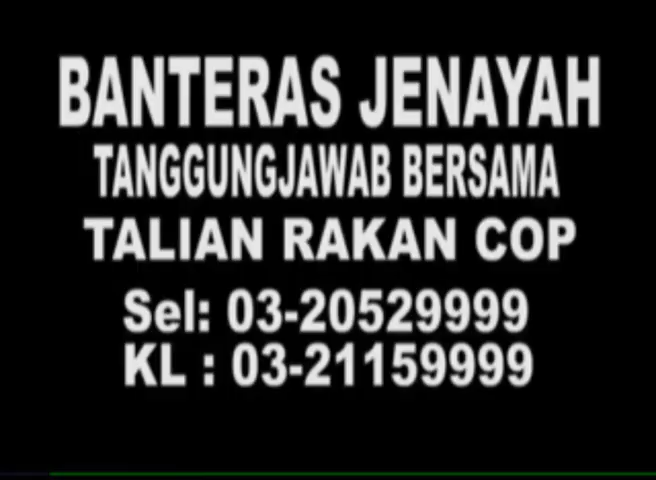 BANTERAS JENAYAH
TANGGUNGJAWAB BERSAMA
TALIAN RAKAN COP
Sel: 03-20529999
KL : 03-21159999